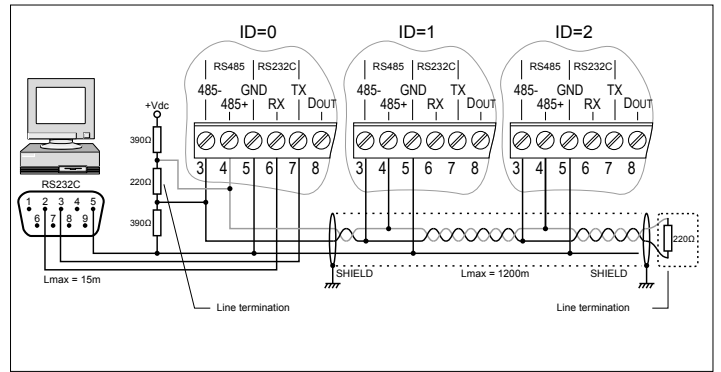 ID=0 ID=1 ID=2
RS485 RS232C RS485 RS232C RS485 RS232C
485- GND TX 485- GND TX 485- GND TX
485+ RX DOUT 485+ RX DOUT 485+ RX DOUT
+Vdc
390Ω
3 4 5 6 7 8 3 4 5 6 7 8 3 4 5 6 7 8
220Ω
RS232C
1 2 3 4 5
6 7 8 9
390Ω
220Ω
Lmax = 15m
SHIELD Lmax = 1200m SHIELD
Line termination Line termination